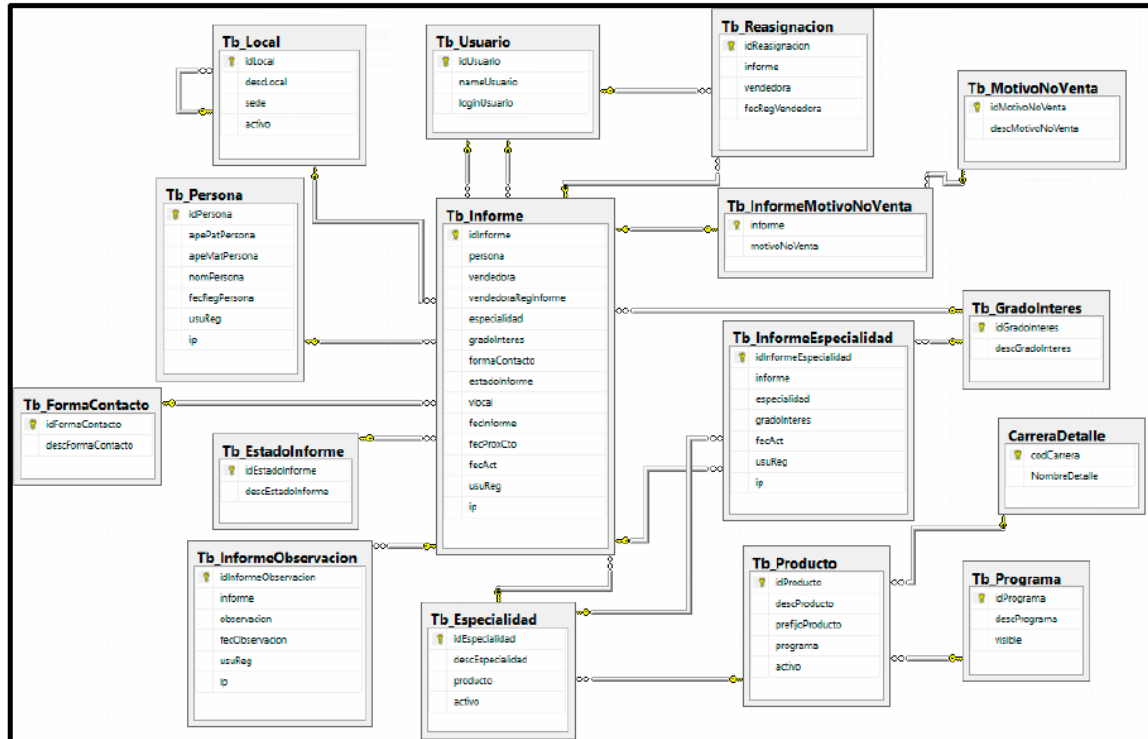 Tb_Local
idLocal
descLocal
sede
activo
Tb_Usuario
idUsuario
nameUsuario
loginUsuario
Tb_Reasignacion
idReasignacion
informe
vendedora
fecRegVendedora
Tb_MotivoNoVenta
idMotivoNoVenta
descMotivoNoVenta
Tb_Persona
idPersona
apePatPersona
apeMatPersona
nomPersona
fecRegPersona
usuReg
ip
Tb_Informe
idInforme
persona
vendedora
vendedoraRegInforme
especialidad
gradoInteres
formaContacto
estadoInforme
vlocal
fecInforme
fecProxCto
fecAct
usuReg
ip
Tb_InformeMotivoNoVenta
informe
motivoNoVenta
Tb_GradoInteres
idGradoInteres
descGradoInteres
Tb_InformeEspecialidad
idInformeEspecialidad
informe
especialidad
gradoInteres
fecAct
usuReg
ip
Tb_FormaContacto
idFormaContacto
descFormaContacto
Tb_EstadoInforme
idEstadoInforme
descEstadoInforme
CarreraDetalle
codCarrera
NombreDetalle
Tb_InformeObservacion
idInformeObservacion
informe
observacion
fecObservacion
usuReg
ip
Tb_Especialidad
idEspecialidad
descEspecialidad
producto
activo
Tb_Producto
idProducto
descProducto
prefijoProducto
programa
activo
Tb_Programa
idPrograma
descPrograma
visible